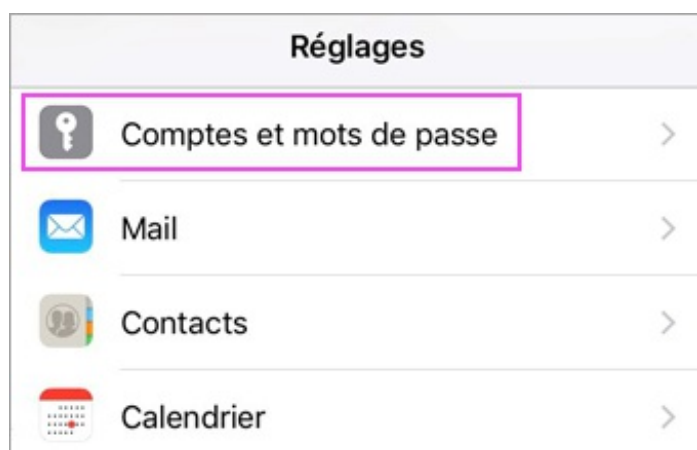 Réglages
Comptes et mots de passe
Mail
Contacts
Calendrier